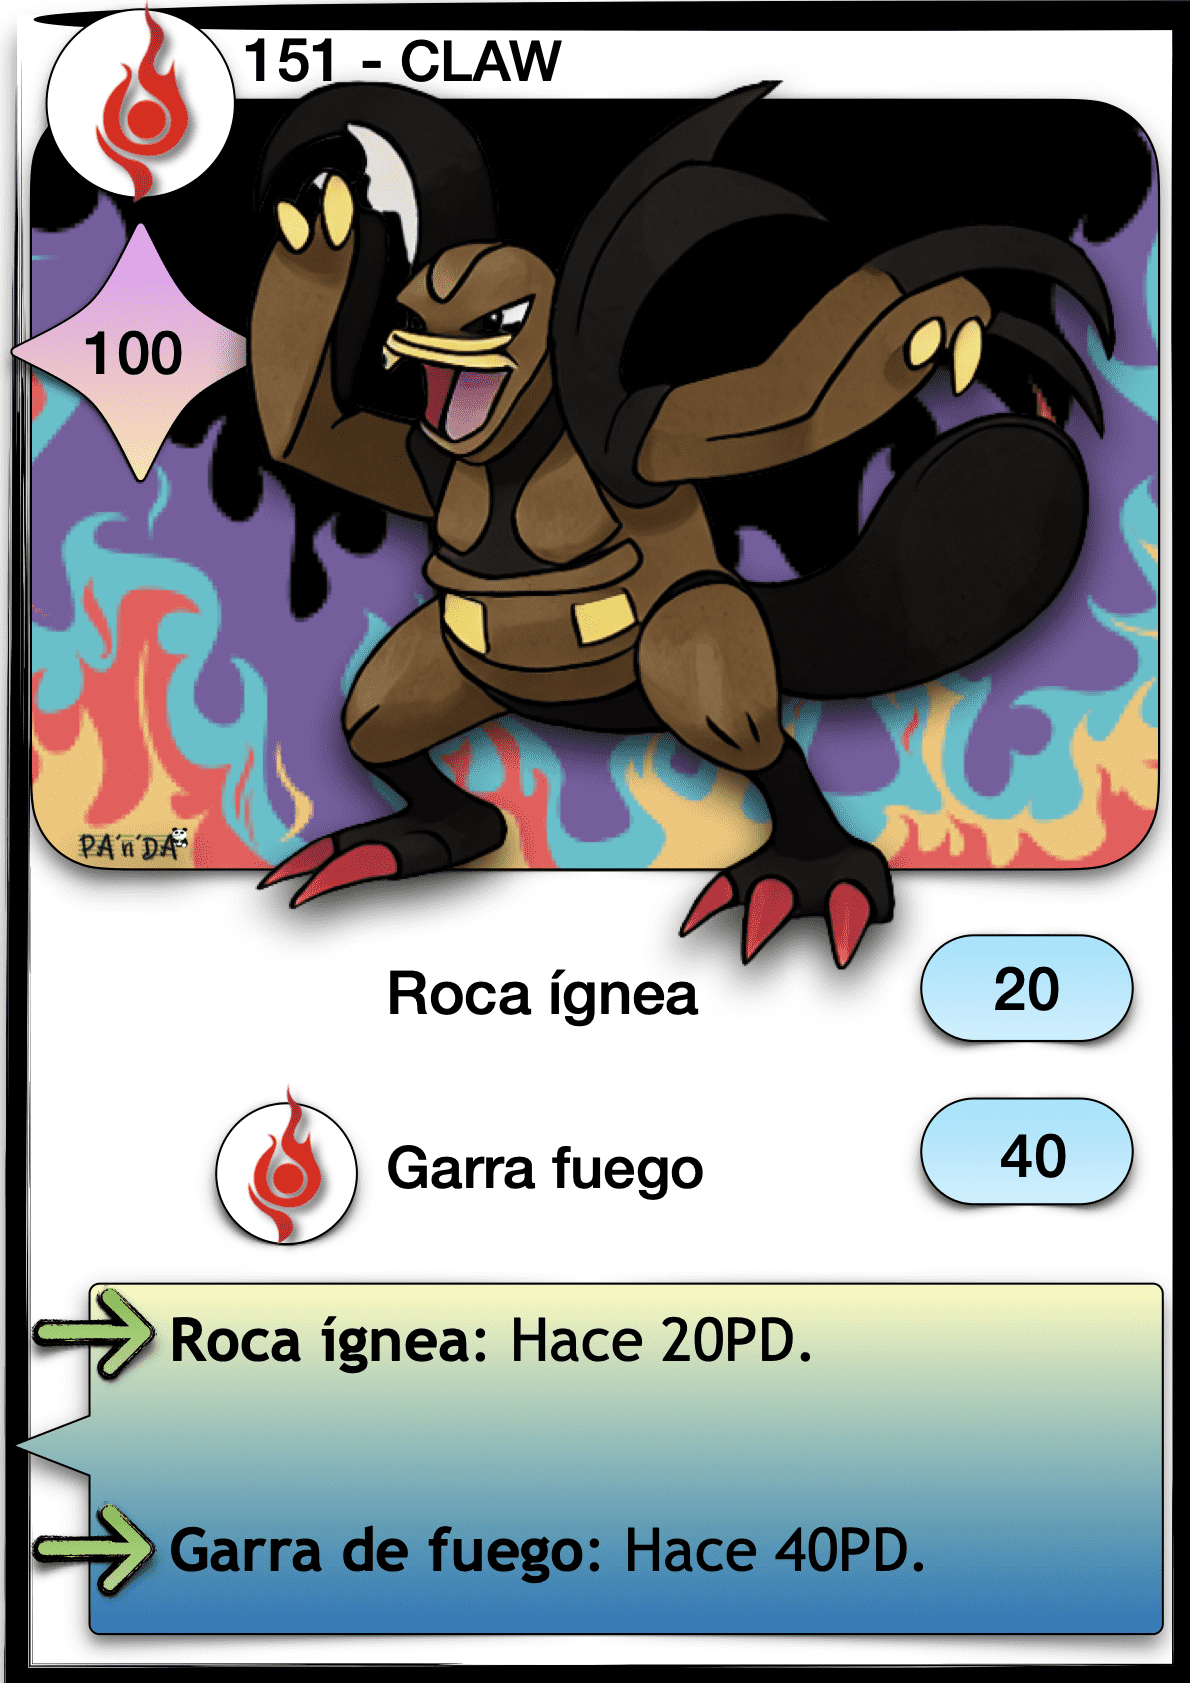 151 - CLAW
100
PA'n'DA
Roca ígnea 20
Garra fuego 40
Roca ígnea: Hace 20PD.
Garra de fuego: Hace 40PD.